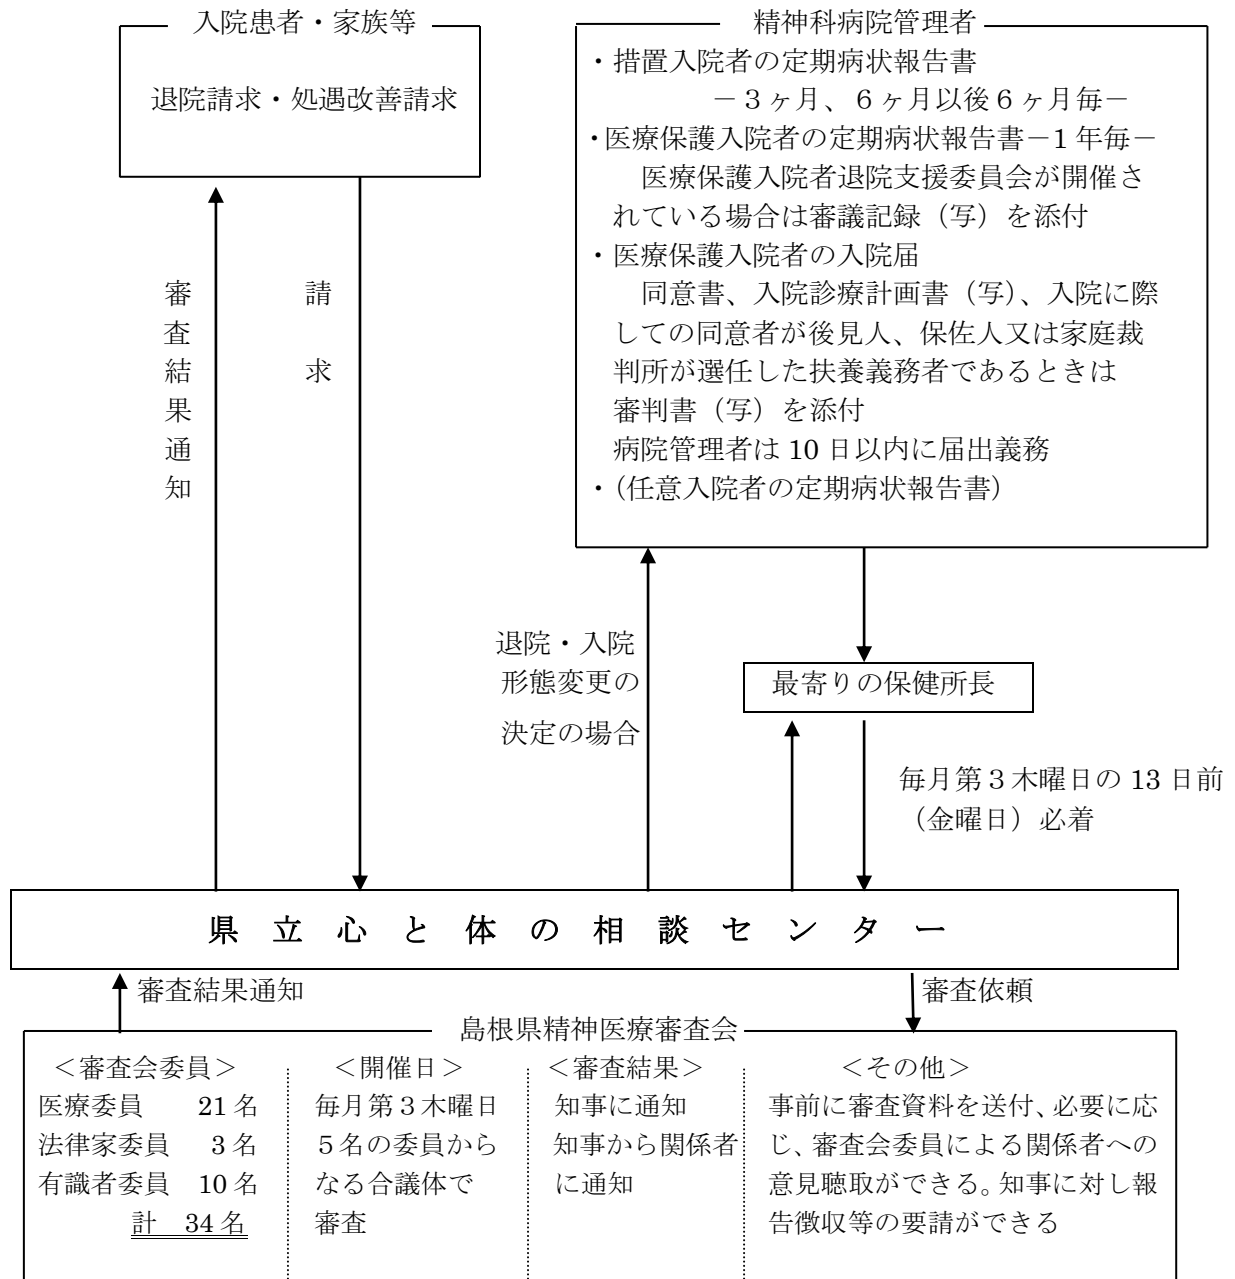 入院患者・家族等
退院請求・処遇改善請求
精神科病院管理者
・措置入院者の定期病状報告書
－３ヶ月、６ヶ月以後６ヶ月毎－
・医療保護入院者の定期病状報告書－1 年毎－
医療保護入院者退院支援委員会が開催さ
れている場合は審議記録（写）を添付
・医療保護入院者の入院届
同意書、入院診療計画書（写）、入院に際
しての同意者が後見人、保佐人又は家庭裁
判所が選任した扶養義務者であるときは
審判書（写）を添付
病院管理者は 10 日以内に届出義務
・（任意入院者の定期病状報告書）
審査結果通知
請求
退院・入院
形態変更の
決定の場合
最寄りの保健所長
毎月第３木曜日の 13 日前
（金曜日）必着
県立心と体の相談センター
審査結果通知
審査依頼
島根県精神医療審査会
＜審査会委員＞
医療委員 21 名
法律家委員 3 名
有識者委員 10 名
計 34 名
＜開催日＞
毎月第３木曜日
５名の委員から
なる合議体で
審査
＜審査結果＞
知事に通知
知事から関係者
に通知
＜その他＞
事前に審査資料を送付、必要に応
じ、審査会委員による関係者への
意見聴取ができる。知事に対し報
告徴収等の要請ができる